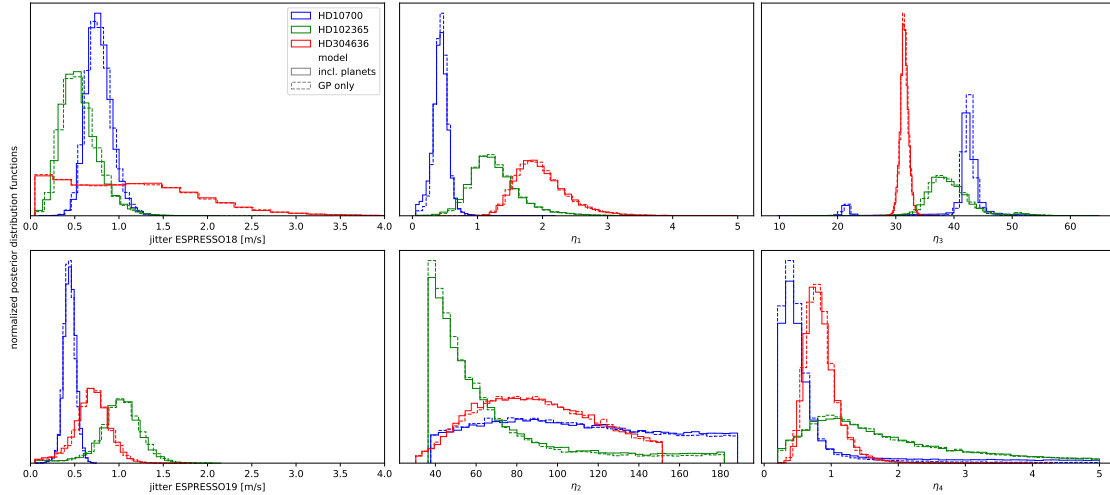 normalized posterior distribution functions
HD10700
HD102365
HD304636
model
incl. planets
GP only
0.0 0.5 1.0 1.5 2.0 2.5 3.0 3.5 4.0
jitter ESPRESSO18 [m/s]
0 1 2 3 4 5
η1
10 20 30 40 50 60
η3
0.0 0.5 1.0 1.5 2.0 2.5 3.0 3.5 4.0
jitter ESPRESSO19 [m/s]
40 60 80 100 120 140 160 180
η2
0 1 2 3 4 5
η4